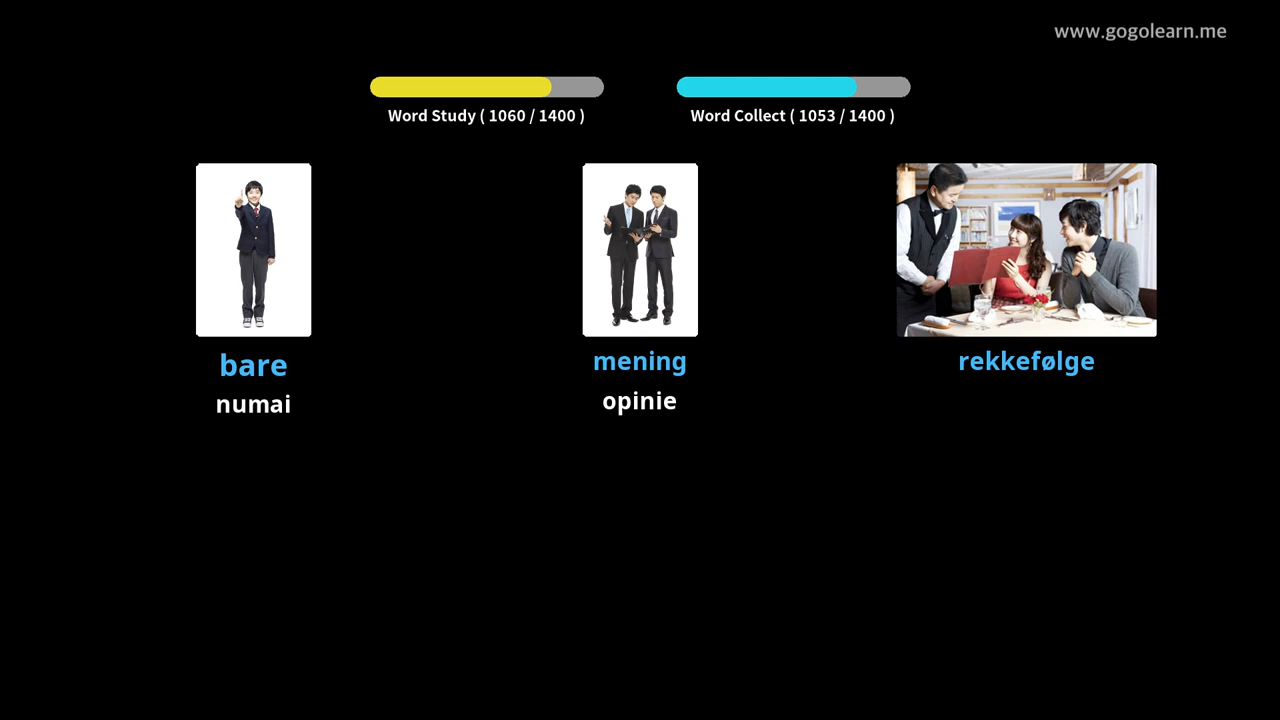 www.gogolearn.me
Word Study ( 1060 / 1400 )
Word Collect ( 1053 / 1400 )
bare
numai
mening
opinie
rekkefølge